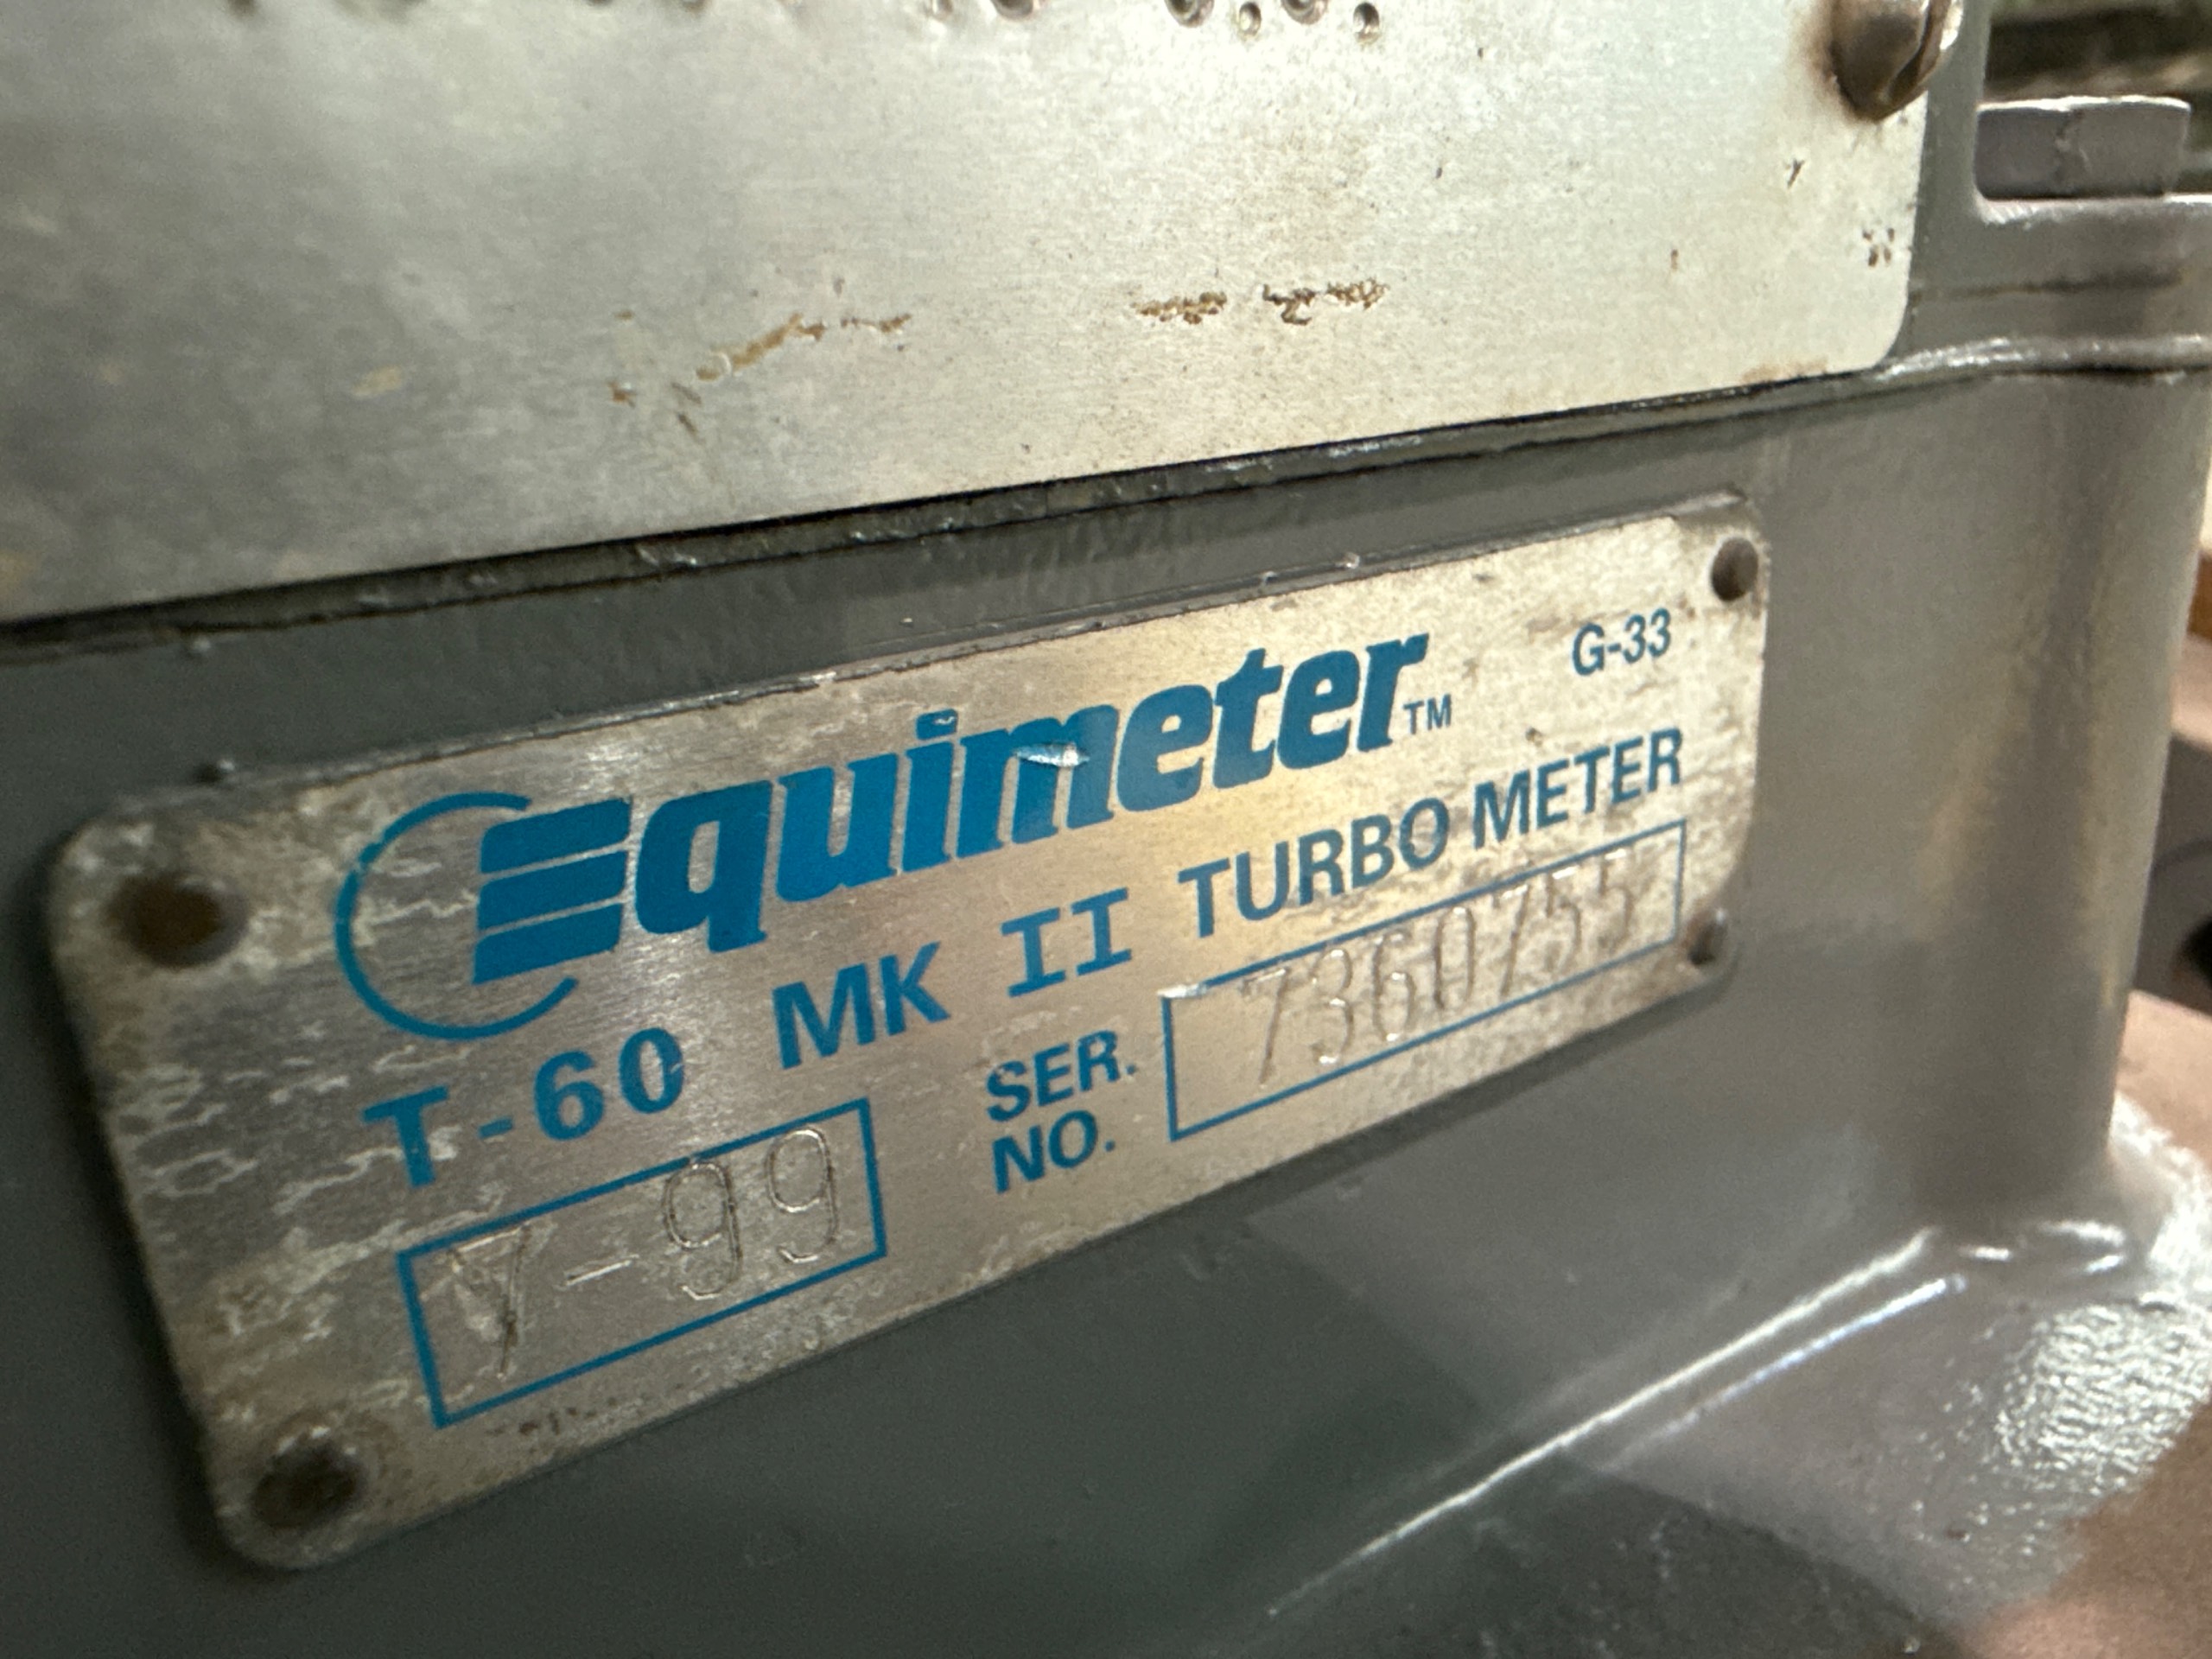 Equimeter™ G-33
T-60 MK II TURBO METER
SER. NO. 7360755
7-99